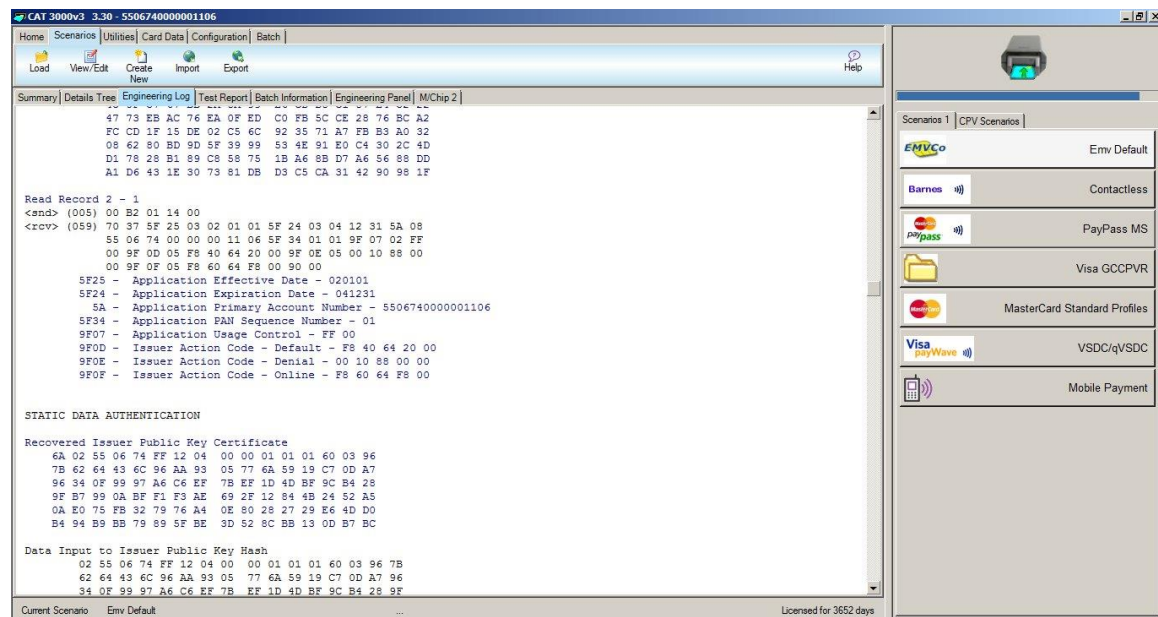 CAT 3000v3 3.30 - 5506740000001106
Home Scenarios Utilities Card Data Configuration Batch
Load View/Edit Create New Import Export Help
Summary Details Tree Engineering Log Test Report Batch Information Engineering Panel M/Chip 2
47 73 EB AC 76 EA 0F ED C0 FB 5C CE 28 76 BC A2
FC CD 1F 15 DE 02 C5 6C 92 35 71 A7 FB B3 A0 32
08 62 80 BD 9D 5F 39 99 53 4E 91 E0 C4 30 2C 4D
D1 78 28 B1 89 C8 58 75 1B A6 8B D7 A6 56 88 DD
A1 D6 43 1E 30 73 81 DB D3 C5 CA 31 42 90 98 1F
Read Record 2 - 1
<snd> (005) 00 B2 01 14 00
<rcv> (059) 70 37 5F 25 03 02 01 01 5F 24 03 04 12 31 5A 08
55 06 74 00 00 00 11 06 5F 34 01 01 9F 07 02 FF
00 9F 0D 05 F8 40 64 20 00 9F 0E 05 00 10 88 00
00 9F 0F 05 F8 60 64 F8 00 90 00
5F25 - Application Effective Date - 020101
5F24 - Application Expiration Date - 041231
5A - Application Primary Account Number - 5506740000001106
5F34 - Application PAN Sequence Number - 01
9F07 - Application Usage Control - FF 00
9F0D - Issuer Action Code - Default - F8 40 64 20 00
9F0E - Issuer Action Code - Denial - 00 10 88 00 00
9F0F - Issuer Action Code - Online - F8 60 64 F8 00
STATIC DATA AUTHENTICATION
Recovered Issuer Public Key Certificate
6A 02 55 06 74 FF 12 04 00 00 01 01 01 60 03 96
7B 62 64 43 6C 96 AA 93 05 77 6A 59 19 C7 0D A7
96 34 0F 99 97 A6 C6 EF 7B EF 1D 4D BF 9C B4 28
9F B7 99 0A BF F1 F3 AE 69 2F 12 84 4B 24 52 A5
0A E0 75 FB 32 79 76 A4 0E 80 28 27 29 E6 4D D0
B4 94 B9 BB 79 89 5F BE 3D 52 8C BB 13 0D B7 BC
Data Input to Issuer Public Key Hash
02 55 06 74 FF 12 04 00 00 01 01 01 60 03 96 7B
62 64 43 6C 96 AA 93 05 77 6A 59 19 C7 0D A7 96
34 0F 99 97 A6 C6 EF 7B EF 1D 4D BF 9C B4 28 9F
Current Scenario Emv Default ... Licensed for 3652 days
Scenarios 1 CPV Scenarios
EMVCo Emv Default
Barnes Contactless
MasterCard PayPass PayPass MS
Visa GCCPVR
MasterCard MasterCard Standard Profiles
Visa payWave VSDC/qVSDC
Mobile Payment